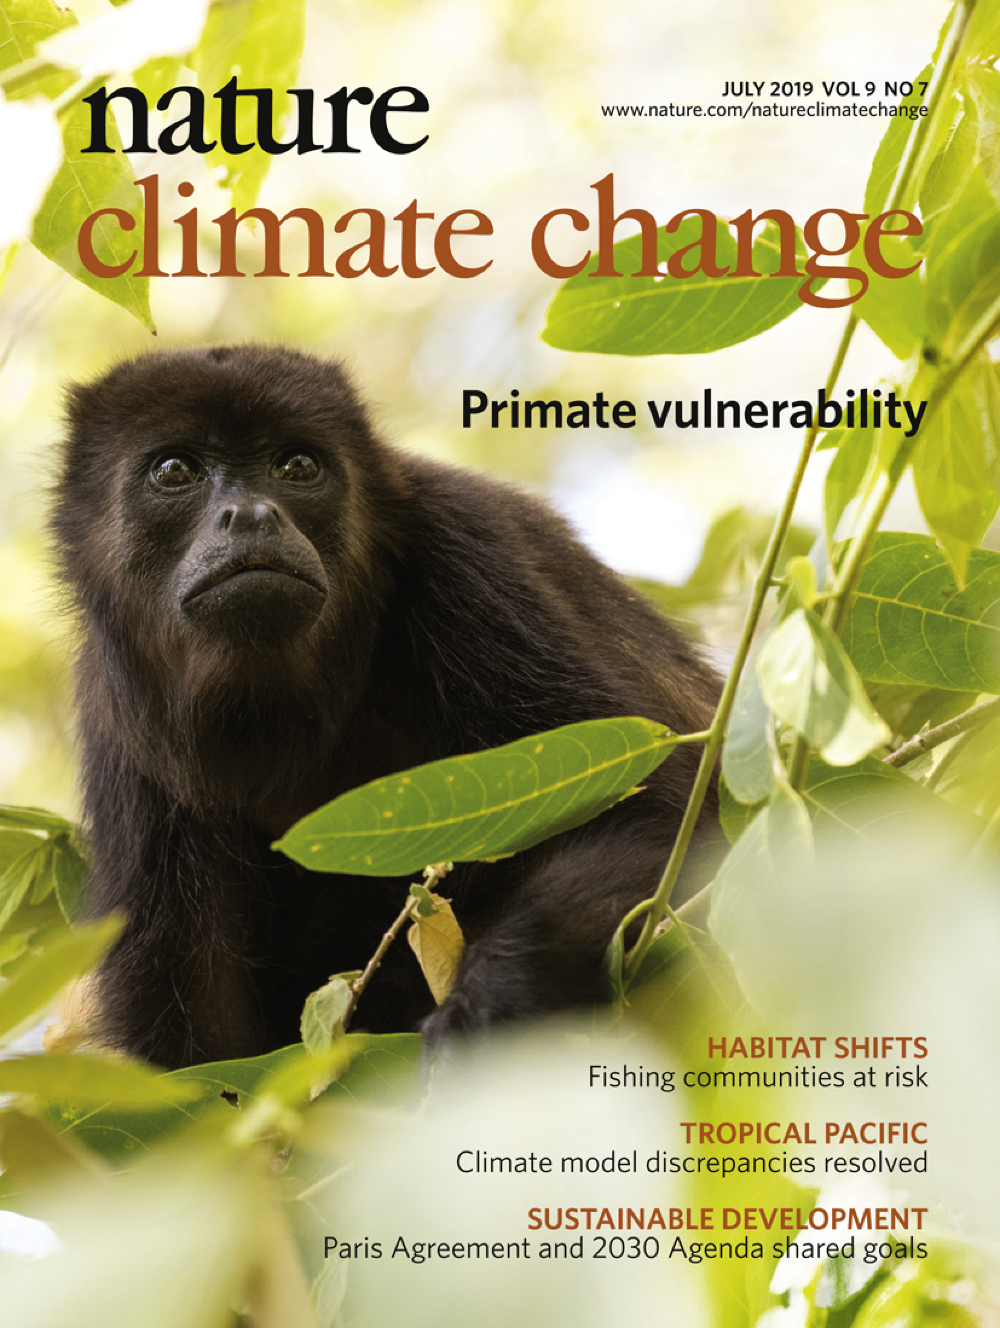 nature
climate change
JULY 2019 VOL 9 NO 7
www.nature.com/natureclimatechange
Primate vulnerability
HABITAT SHIFTS
Fishing communities at risk
TROPICAL PACIFIC
Climate model discrepancies resolved
SUSTAINABLE DEVELOPMENT
Paris Agreement and 2030 Agenda shared goals